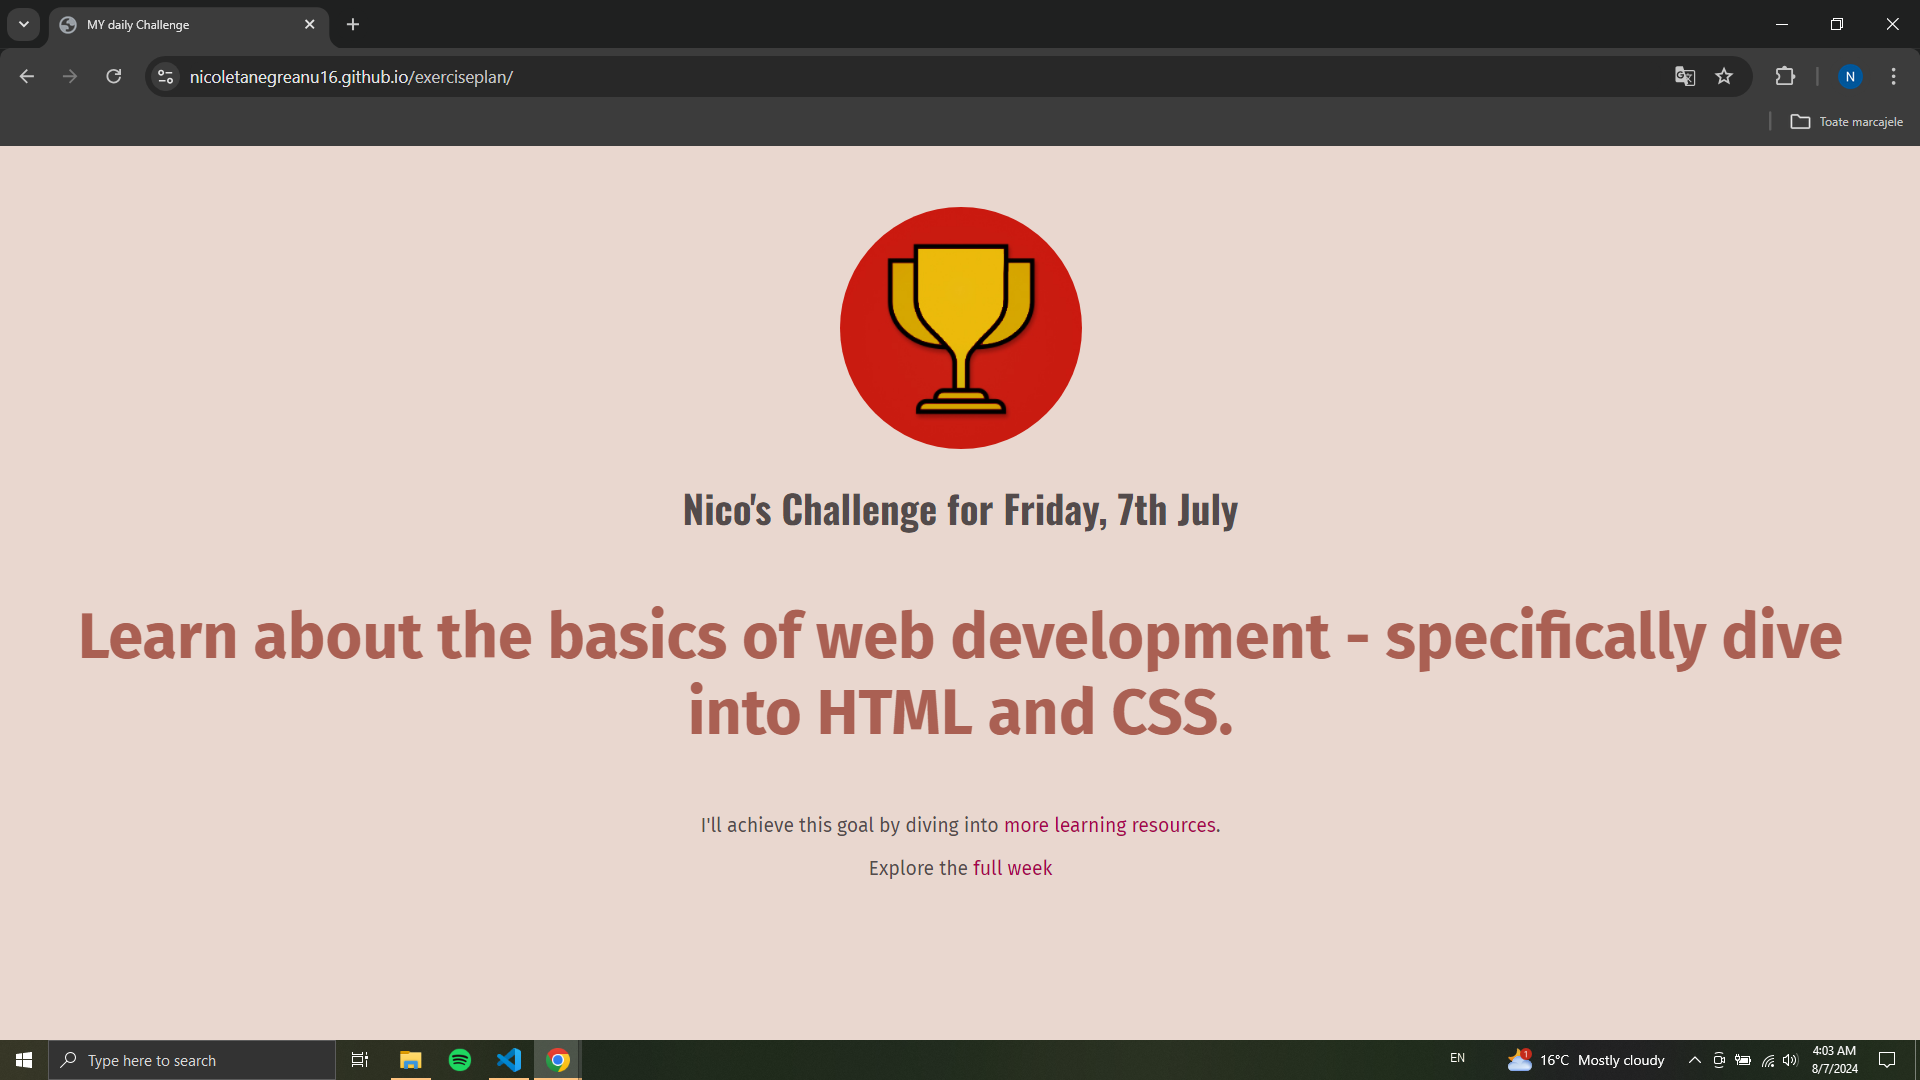 MY daily Challenge
nicoletanegreanu16.github.io/exerciseplan/
N
Toate marcajele
Nico's Challenge for Friday, 7th July
Learn about the basics of web development - specifically dive
into HTML and CSS.
I'll achieve this goal by diving into more learning resources.
Explore the full week
Type here to search
EN
1
16°C Mostly cloudy
4:03 AM
8/7/2024